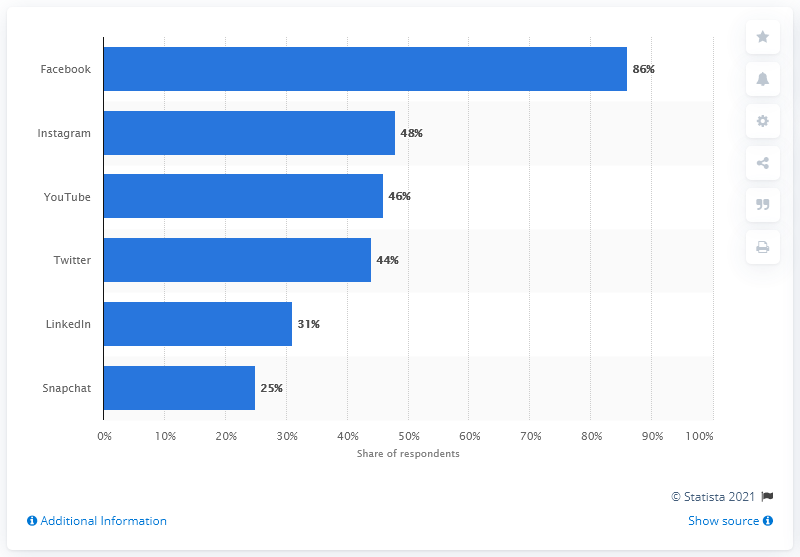 Facebook 86%
Instagram 48%
YouTube 46%
Twitter 44%
LinkedIn 31%
Snapchat 25%
0% 10% 20% 30% 40% 50% 60% 70% 80% 90% 100%
Share of respondents
© Statista 2021
Additional Information Show source